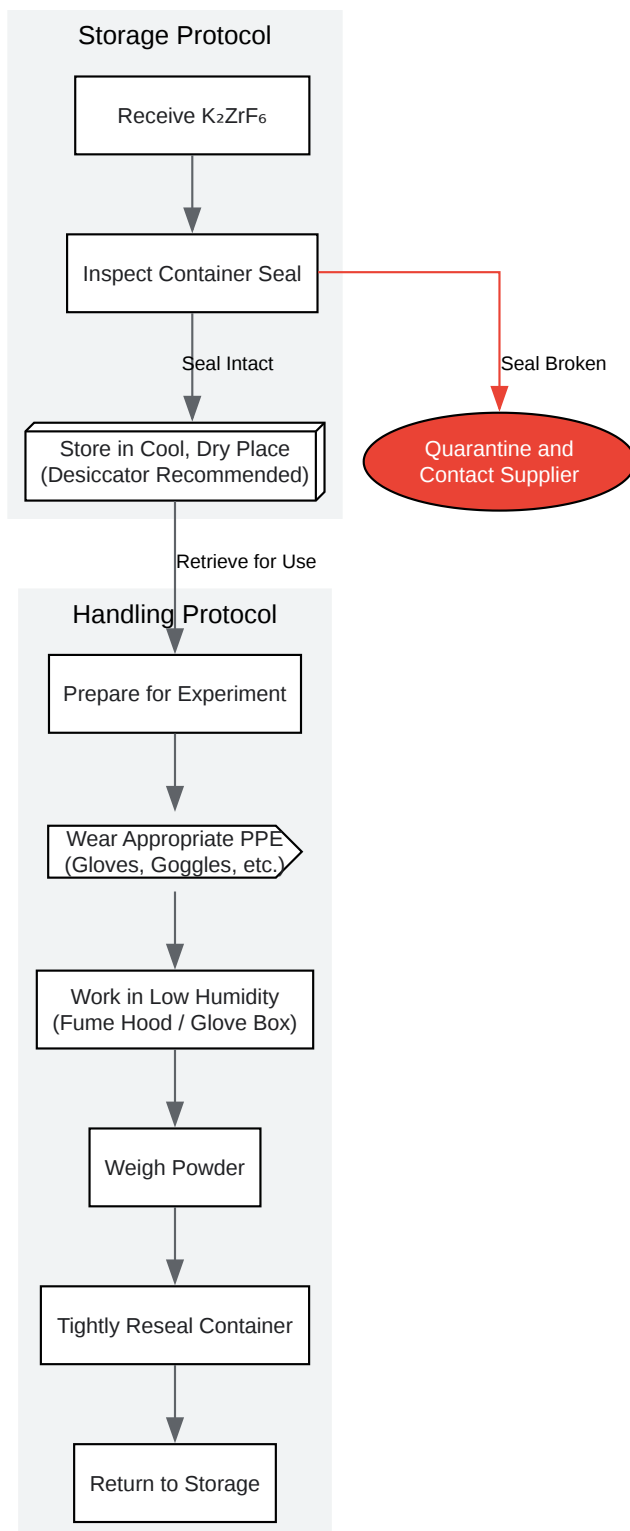 Storage Protocol
Receive K₂ZrF₆
Inspect Container Seal
Seal Intact
Seal Broken
Store in Cool, Dry Place
(Desiccator Recommended)
Quarantine and
Contact Supplier
Retrieve for Use
Handling Protocol
Prepare for Experiment
Wear Appropriate PPE
(Gloves, Goggles, etc.)
Work in Low Humidity
(Fume Hood / Glove Box)
Weigh Powder
Tightly Reseal Container
Return to Storage